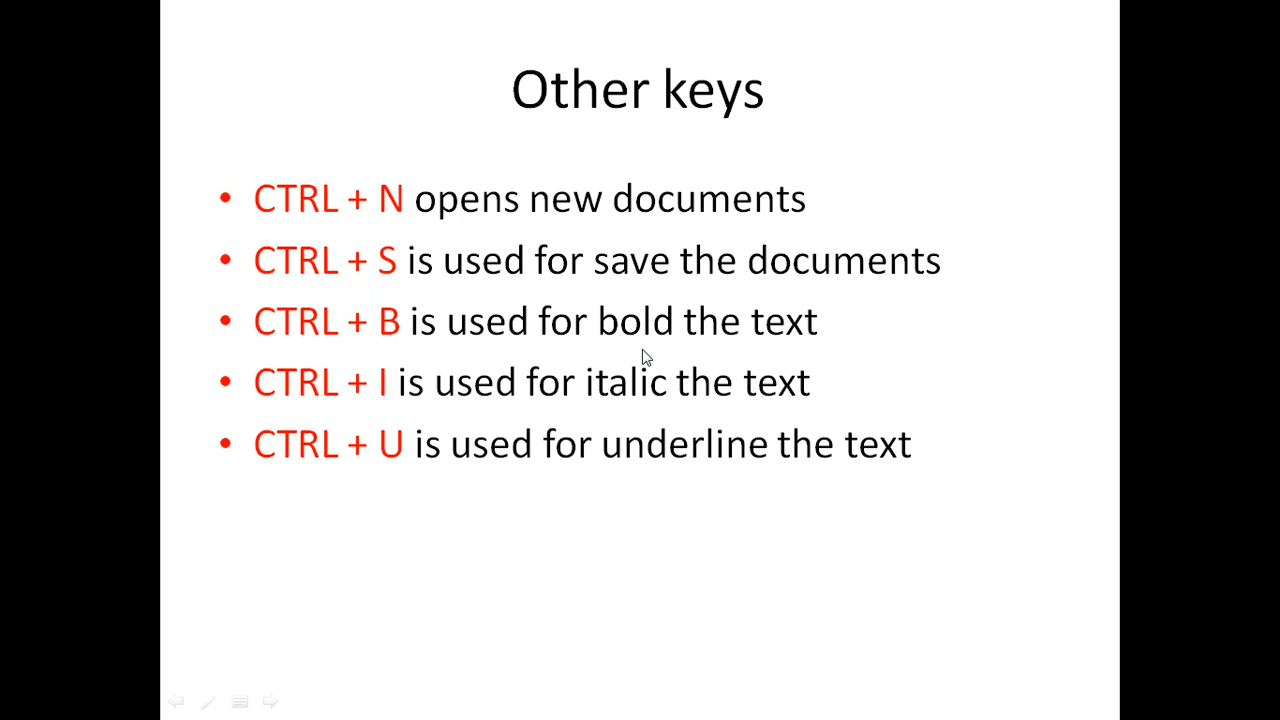 Other keys
• CTRL + N opens new documents
• CTRL + S is used for save the documents
• CTRL + B is used for bold the text
• CTRL + I is used for italic the text
• CTRL + U is used for underline the text